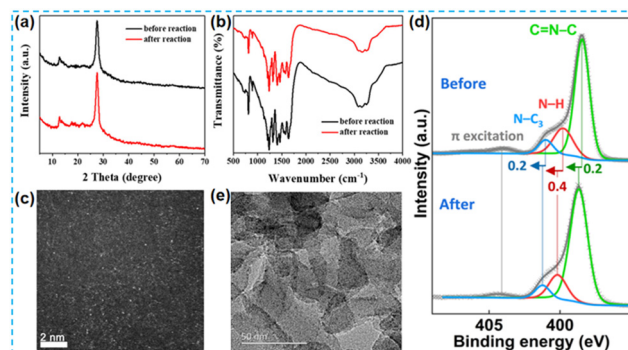 (a)
before reaction
after reaction
Intensity (a.u.)
10 20 30 40 50 60 70
2 Theta (degree)
(b)
Transmittance (%)
before reaction
after reaction
500 1000 1500 2000 2500 3000 3500 4000
Wavenumber (cm⁻¹)
(c)
2 nm
(e)
50 nm
(d)
C=N–C
Before
N–H
N–C₃
π excitation
0.2
0.2
0.4
After
Intensity (a.u.)
405 400
Binding energy (eV)